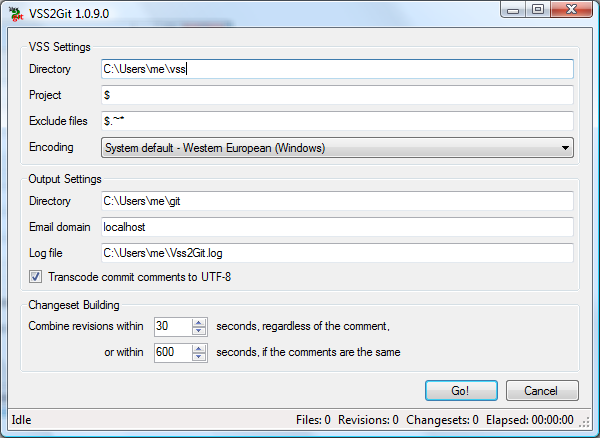 VSS2Git 1.0.9.0
VSS Settings
Directory C:\Users\me\vss
Project $
Exclude files $.~*
Encoding System default - Western European (Windows)
Output Settings
Directory C:\Users\me\git
Email domain localhost
Log file C:\Users\me\Vss2Git.log
Transcode commit comments to UTF-8
Changeset Building
Combine revisions within 30 seconds, regardless of the comment,
or within 600 seconds, if the comments are the same
Go! Cancel
Idle Files: 0 Revisions: 0 Changesets: 0 Elapsed: 00:00:00